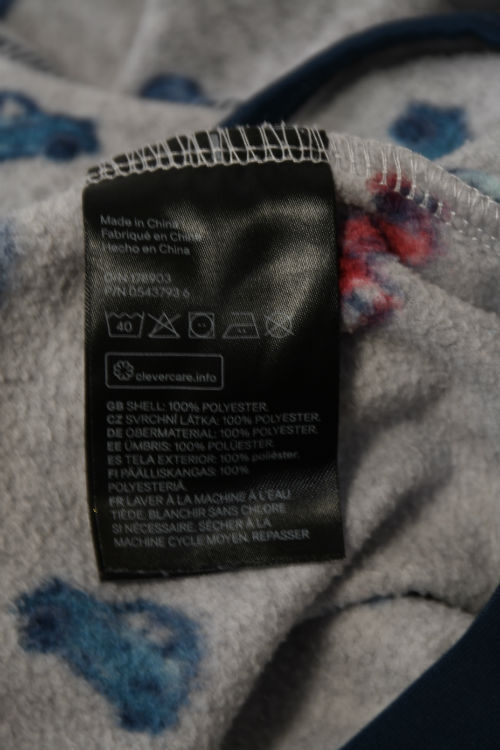 Made in China
Fabriqué en Chine
Hecho en China
P/N 0543793 6
40
clevercare.info
GB SHELL: 100% POLYESTER.
CZ SVRCHNÍ LÁTKA: 100% POLYESTER.
DE OBERMATERIAL: 100% POLYESTER.
EE ÜMBRIS: 100% POLÜESTER.
ES TELA EXTERIOR: 100% poliéster.
FI PÄÄLLISKANGAS: 100%
POLYESTERIÄ.
FR LAVER À LA MACHINE À L'EAU
TIÈDE. BLANCHIR SANS CHLORE
SI NÉCESSAIRE. SÉCHER À LA
MACHINE CYCLE MOYEN. REPASSER